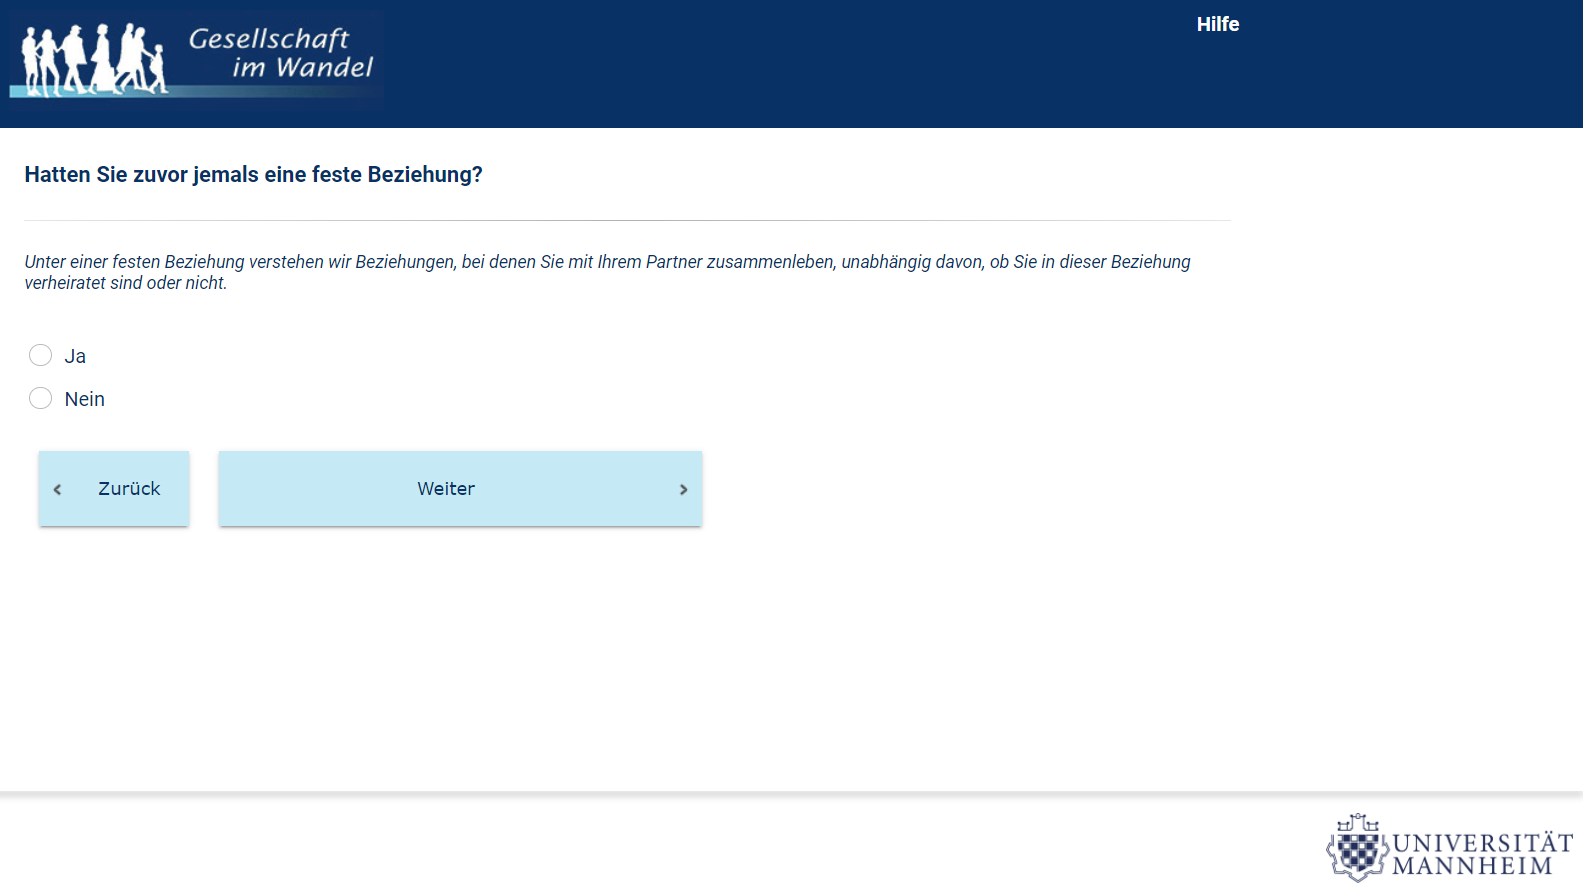 Gesellschaft
im Wandel
Hilfe
Hatten Sie zuvor jemals eine feste Beziehung?
Unter einer festen Beziehung verstehen wir Beziehungen, bei denen Sie mit Ihrem Partner zusammenleben, unabhängig davon, ob Sie in dieser Beziehung
verheiratet sind oder nicht.
Ja
Nein
Zurück
Weiter
UNIVERSITÄT
MANNHEIM